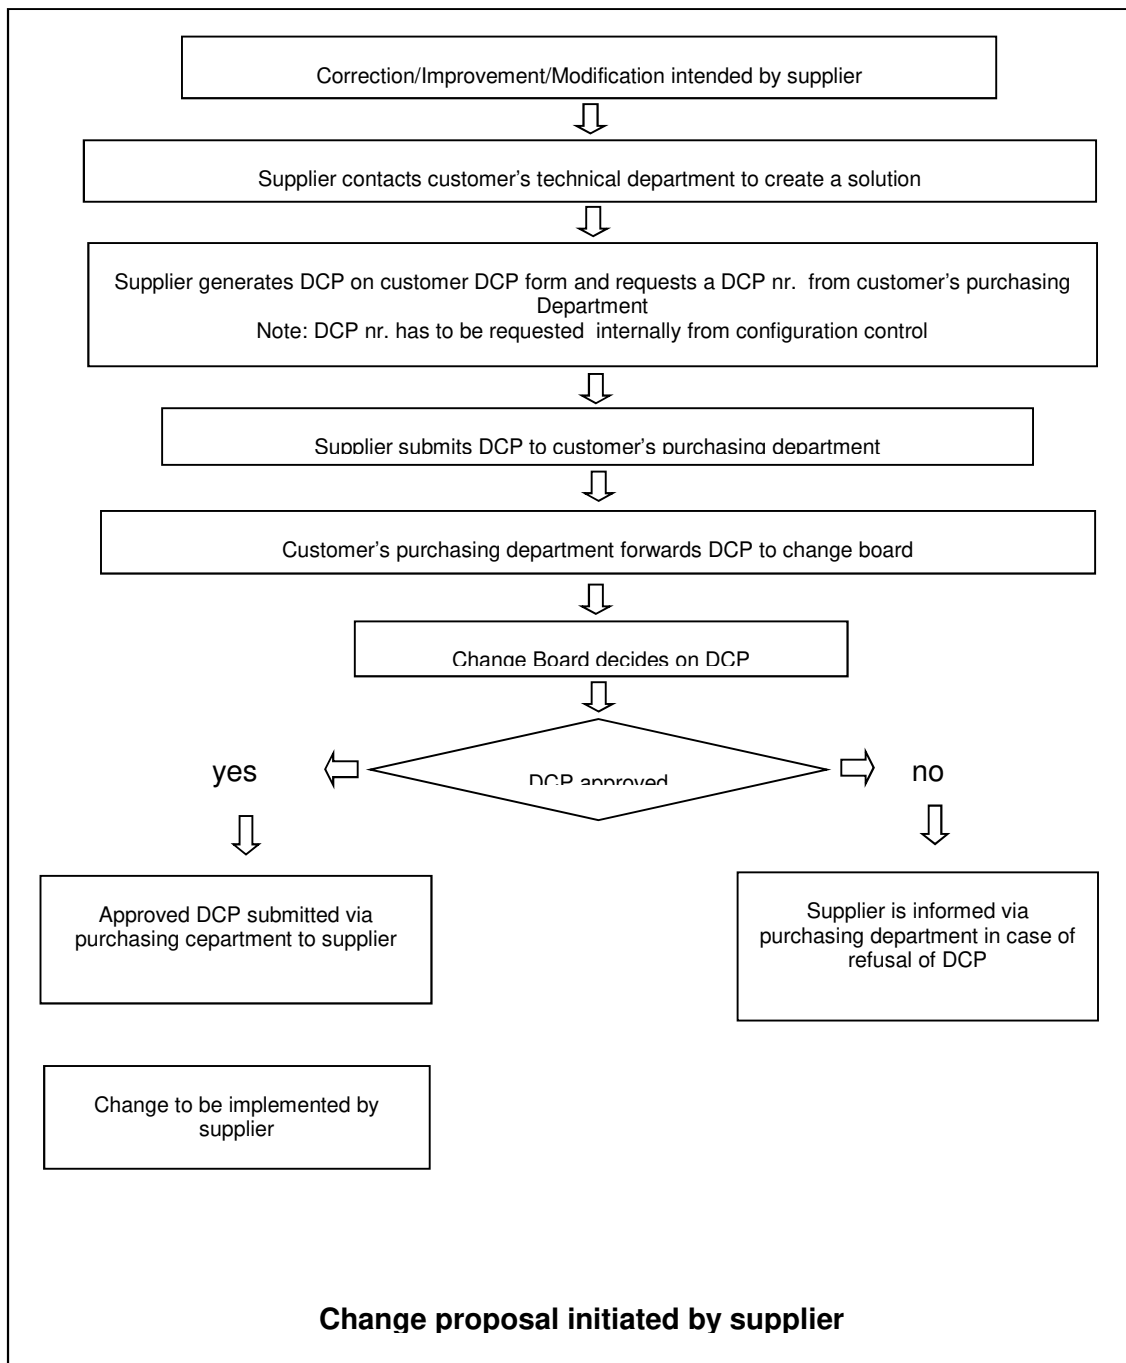 Correction/Improvement/Modification intended by supplier
Supplier contacts customer’s technical department to create a solution
Supplier generates DCP on customer DCP form and requests a DCP nr. from customer’s purchasing
Department
Note: DCP nr. has to be requested internally from configuration control
Supplier submits DCP to customer’s purchasing department
Customer’s purchasing department forwards DCP to change board
Change Board decides on DCP
DCP approved
yes
no
Approved DCP submitted via
purchasing cepartment to supplier
Supplier is informed via
purchasing department in case of
refusal of DCP
Change to be implemented by
supplier
Change proposal initiated by supplier